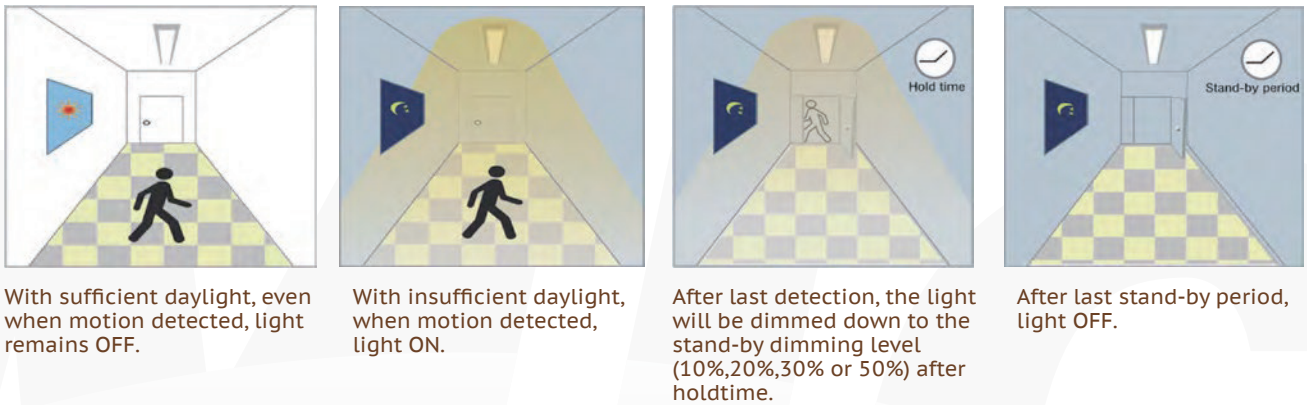 Hold time
Stand-by period
With sufficient daylight, even
when motion detected, light
remains OFF.
With insufficient daylight,
when motion detected,
light ON.
After last detection, the light
will be dimmed down to the
stand-by dimming level
(10%,20%,30% or 50%) after
holdtime.
After last stand-by period,
light OFF.